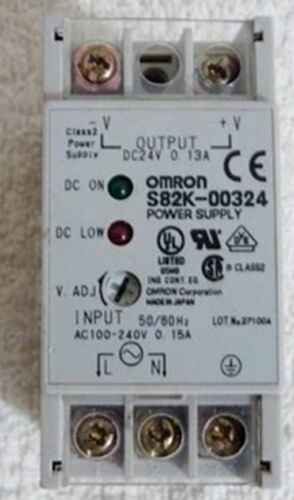 - V
+ V
Class2
Power
Supply
OUTPUT
DC24V 0.13A
CE
DC ON
OMRON
S82K-00324
POWER SUPPLY
DC LOW
UL
LISTED
IND. CONT. EQ.
CLASS2
V. ADJ
OMRON Corporation
MADE IN JAPAN
INPUT 50/60Hz
LOT No.27100A
AC100-240V 0.15A
L
N